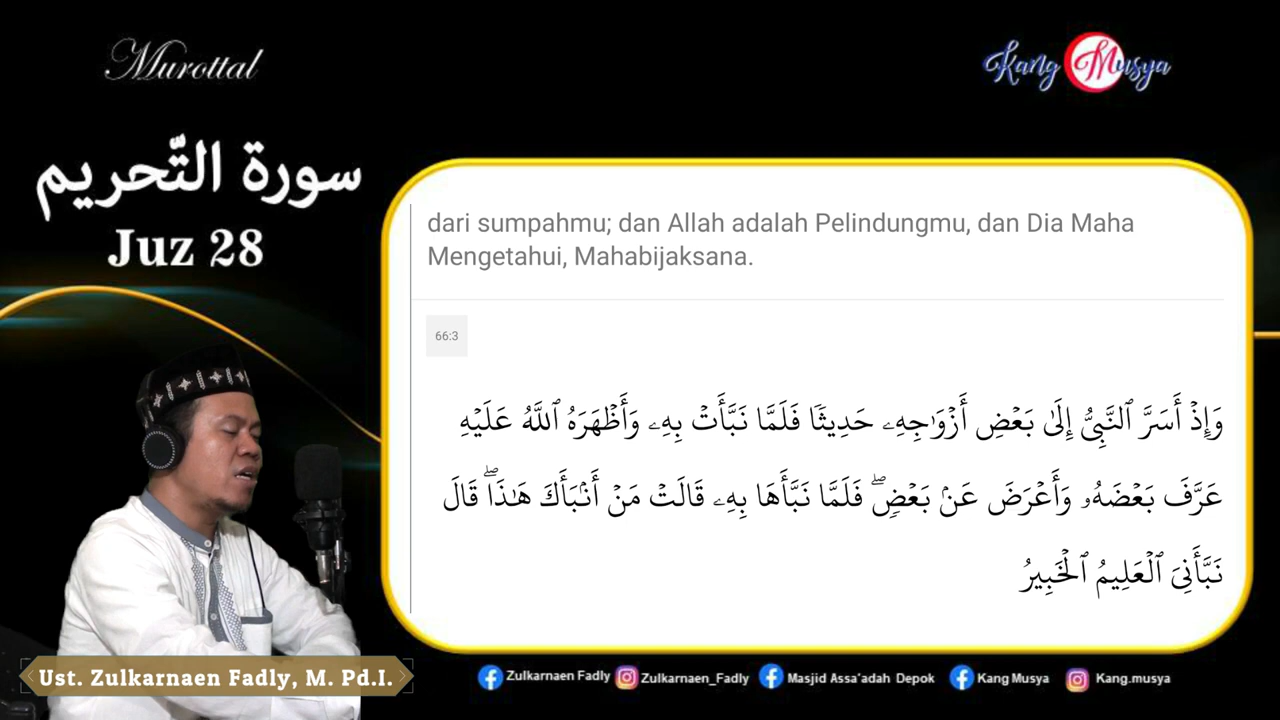 Murottal
Kang Musya
سورة التّحريم
Juz 28
dari sumpahmu; dan Allah adalah Pelindungmu, dan Dia Maha
Mengetahui, Mahabijaksana.
66:3
وَإِذۡ أَسَرَّ ٱلنَّبِىُّ إِلَىٰ بَعۡضِ أَزۡوَٰجِهِۦ حَدِيثًا فَلَمَّا نَبَّأَتۡ بِهِۦ وَأَظۡهَرَهُ ٱللَّهُ عَلَيۡهِ
عَرَّفَ بَعۡضَهُۥ وَأَعۡرَضَ عَنۢ بَعۡضٖۖ فَلَمَّا نَبَّأَهَا بِهِۦ قَالَتۡ مَنۡ أَنۢبَأَكَ هَٰذَاۖ قَالَ
نَبَّأَنِىَ ٱلۡعَلِيمُ ٱلۡخَبِيرُ
Ust. Zulkarnaen Fadly, M. Pd.I.
Zulkarnaen Fadly Zulkarnaen_Fadly Masjid Assa'adah Depok Kang Musya Kang.musya